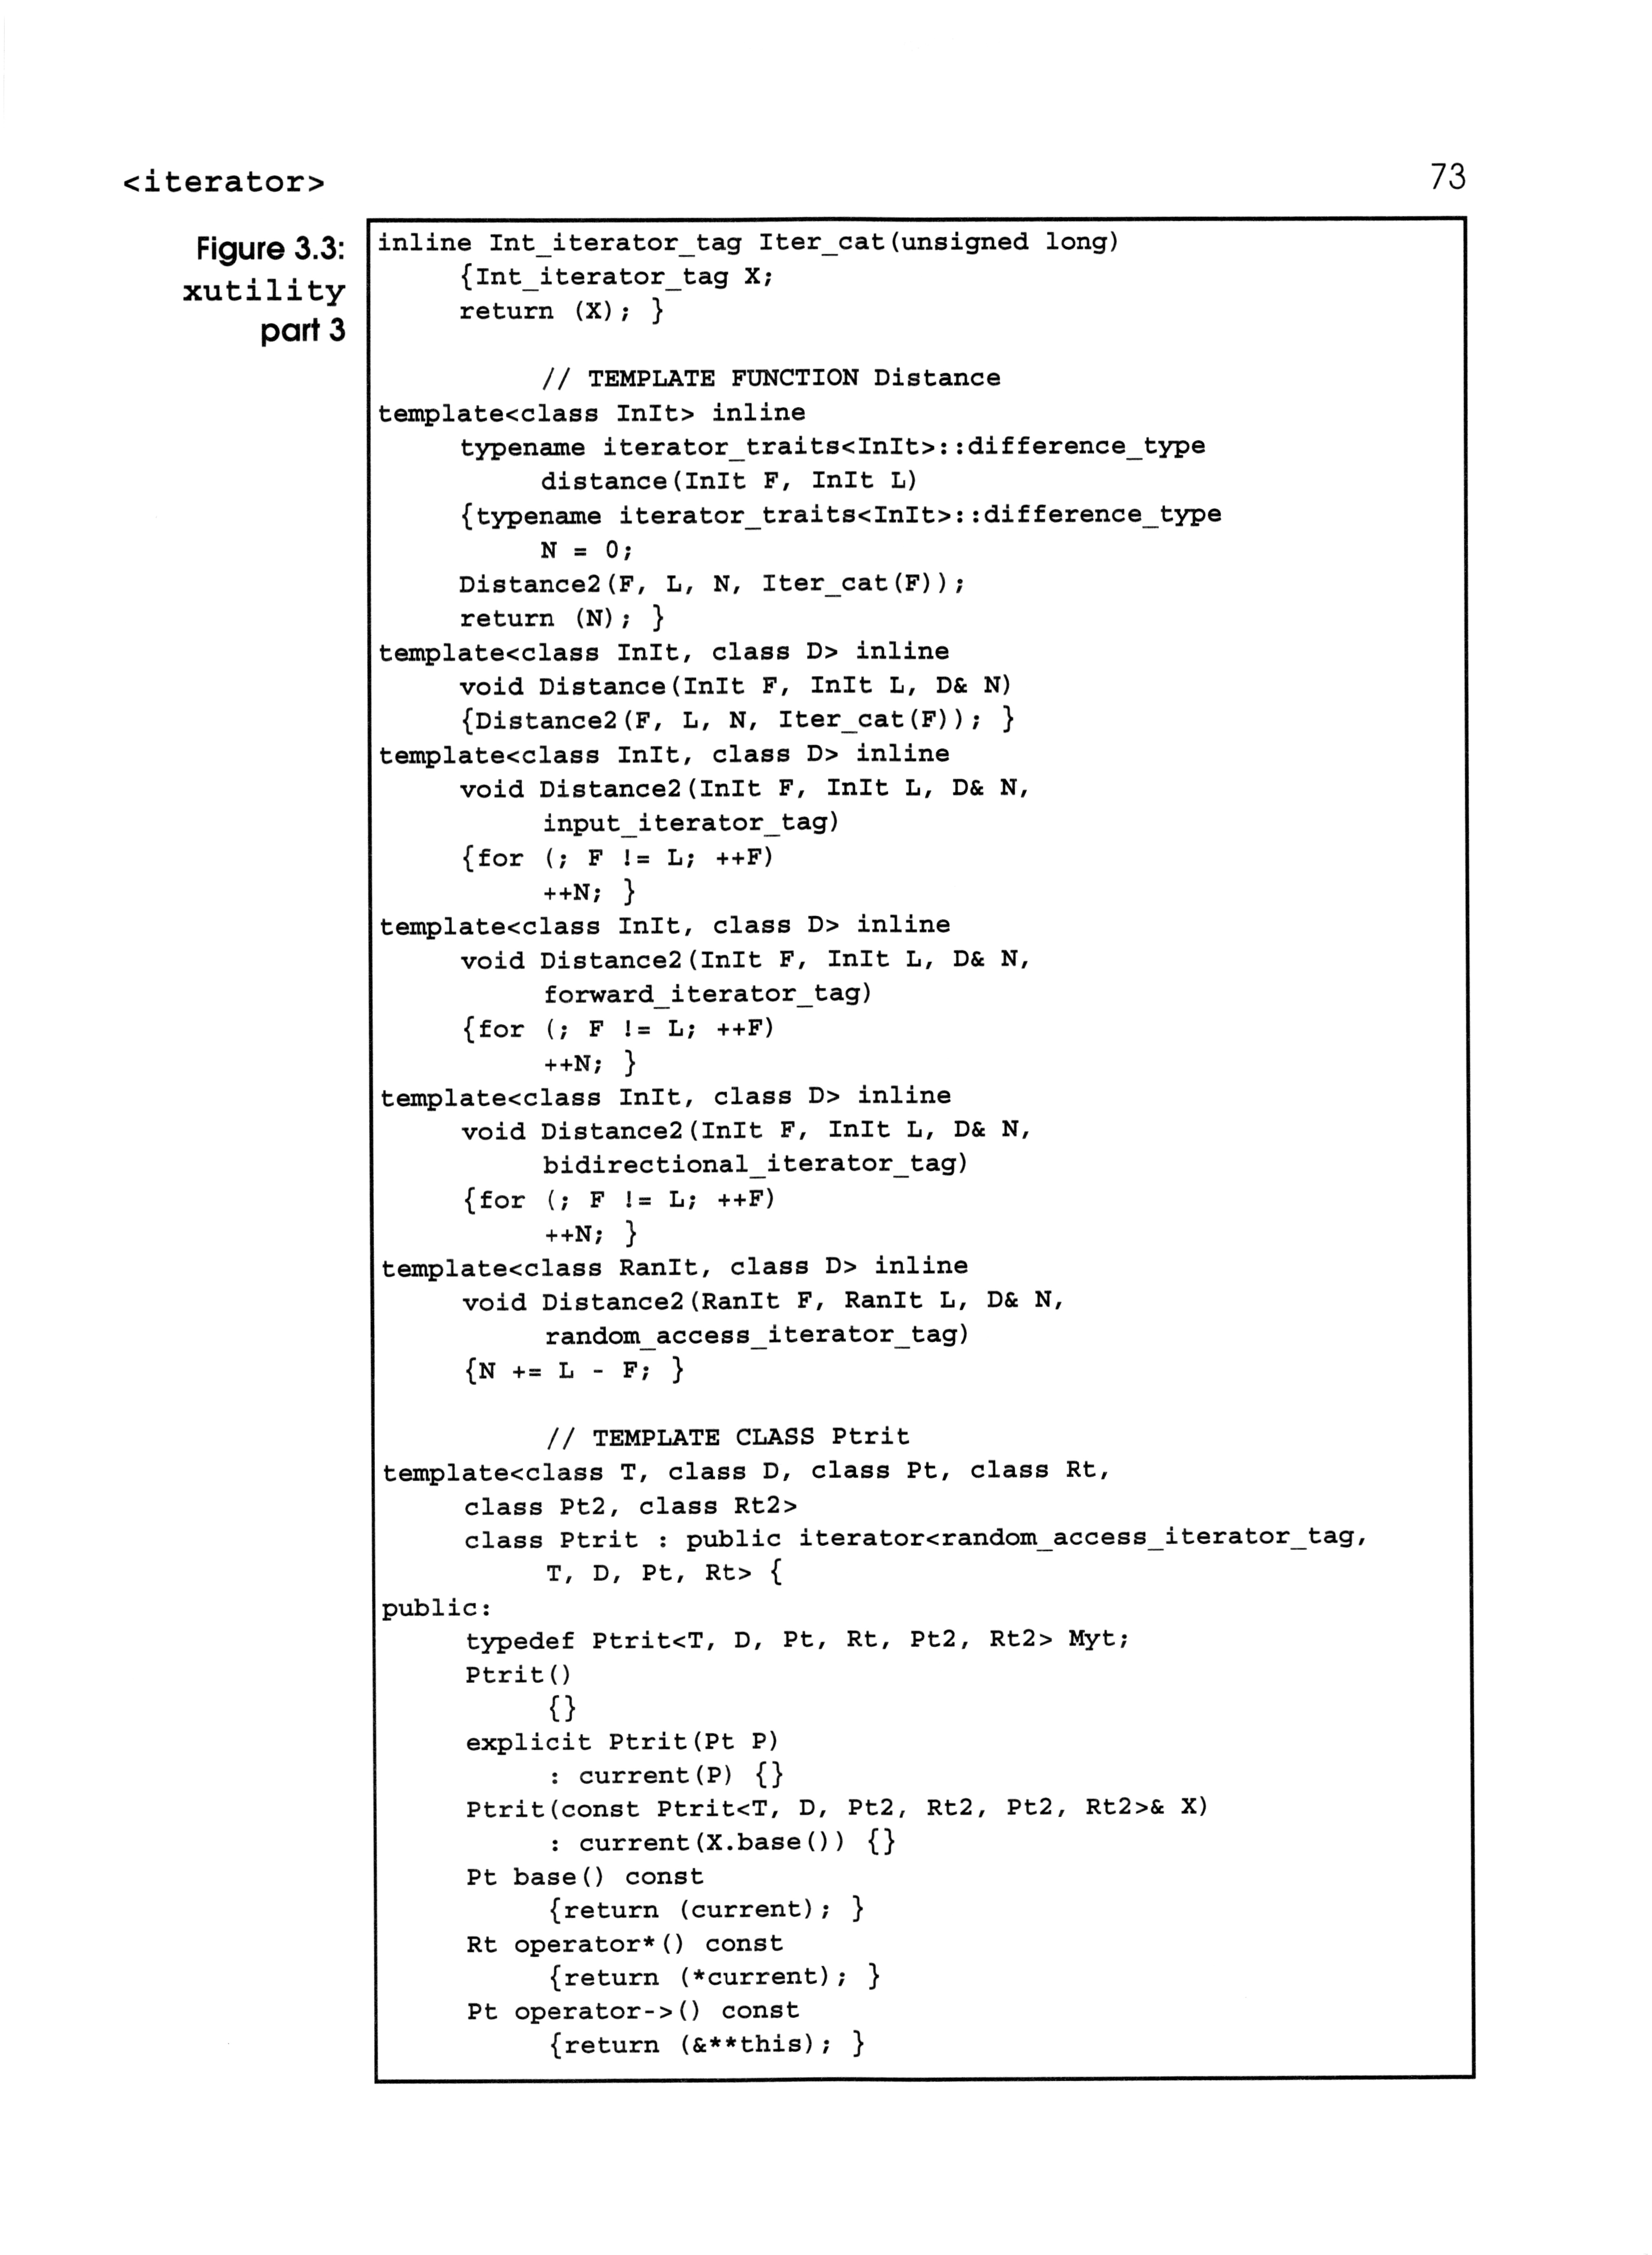 <iterator>
73
Figure 3.3:
xutility
part 3
inline Int_iterator_tag Iter_cat(unsigned long)
{Int_iterator_tag X;
return (X); }
// TEMPLATE FUNCTION Distance
template<class InIt> inline
typename iterator_traits<InIt>::difference_type
distance(InIt F, InIt L)
{typename iterator_traits<InIt>::difference_type
N = 0;
Distance2(F, L, N, Iter_cat(F));
return (N); }
template<class InIt, class D> inline
void Distance(InIt F, InIt L, D& N)
{Distance2(F, L, N, Iter_cat(F)); }
template<class InIt, class D> inline
void Distance2(InIt F, InIt L, D& N,
input_iterator_tag)
{for (; F != L; ++F)
++N; }
template<class InIt, class D> inline
void Distance2(InIt F, InIt L, D& N,
forward_iterator_tag)
{for (; F != L; ++F)
++N; }
template<class InIt, class D> inline
void Distance2(InIt F, InIt L, D& N,
bidirectional_iterator_tag)
{for (; F != L; ++F)
++N; }
template<class RanIt, class D> inline
void Distance2(RanIt F, RanIt L, D& N,
random_access_iterator_tag)
{N += L - F; }
// TEMPLATE CLASS Ptrit
template<class T, class D, class Pt, class Rt,
class Pt2, class Rt2>
class Ptrit : public iterator<random_access_iterator_tag,
T, D, Pt, Rt> {
public:
typedef Ptrit<T, D, Pt, Rt, Pt2, Rt2> Myt;
Ptrit()
{}
explicit Ptrit(Pt P)
: current(P) {}
Ptrit(const Ptrit<T, D, Pt2, Rt2, Pt2, Rt2>& X)
: current(X.base()) {}
Pt base() const
{return (current); }
Rt operator*() const
{return (*current); }
Pt operator->() const
{return (&**this); }